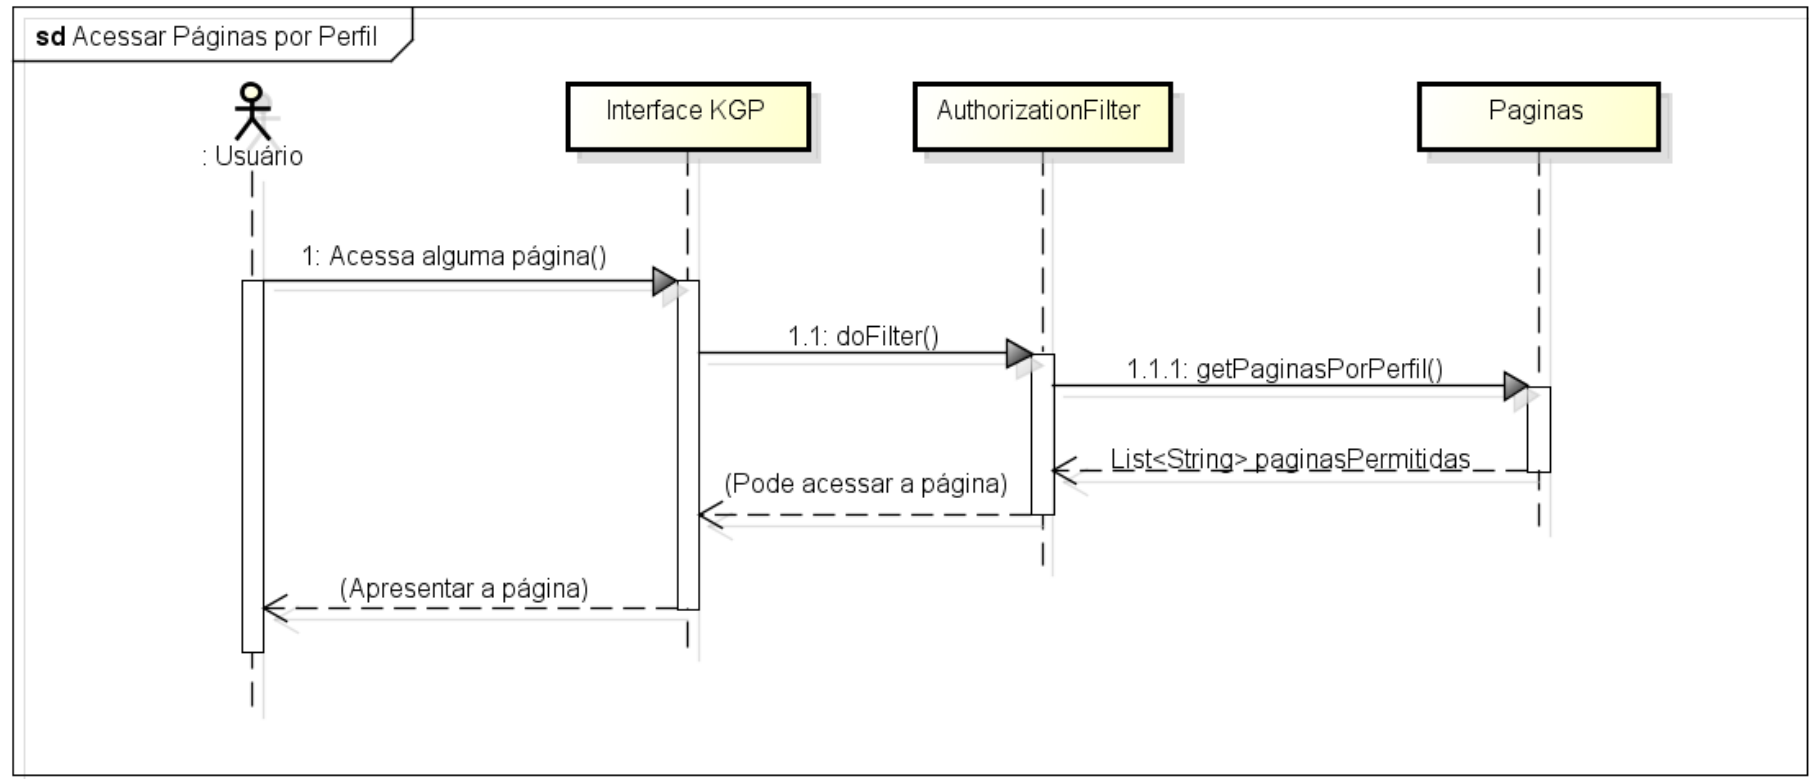 sd Acessar Páginas por Perfil
: Usuário
Interface KGP
AuthorizationFilter
Paginas
1: Acessa alguma página()
1.1: doFilter()
1.1.1: getPaginasPorPerfil()
List<String> paginasPermitidas
(Pode acessar a página)
(Apresentar a página)